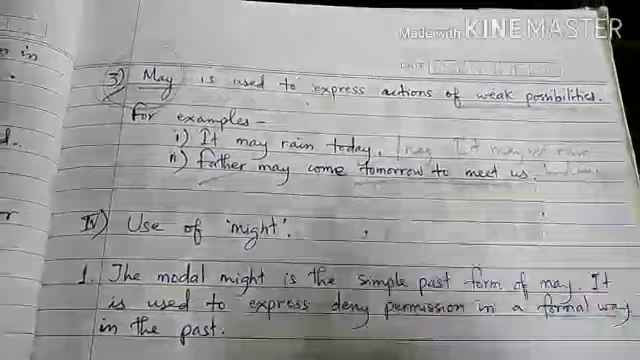 Made with KINEMASTER
DATE
3) May is used to express actions of weak possibilities.
For examples-
i) It may rain today.
ii) Father may come tomorrow to meet us.
IV) Use of "might".
1. The modal might is the simple past form of may. It
is used to express deny permission in a formal way
in the past.